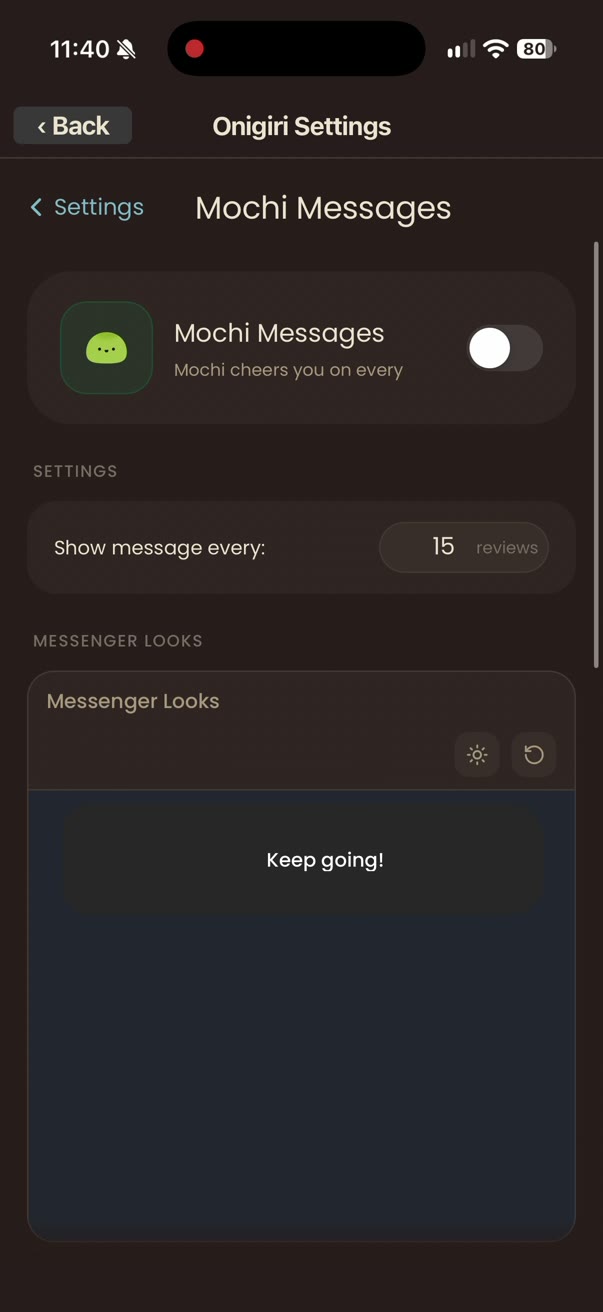 11:40
80
‹ Back
Onigiri Settings
Settings
Mochi Messages
Mochi Messages
Mochi cheers you on every
SETTINGS
Show message every:
15 reviews
MESSENGER LOOKS
Messenger Looks
Keep going!